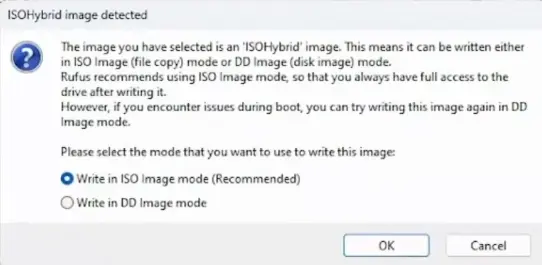 ISOHybrid image detected
The image you have selected is an 'ISOHybrid' image. This means it can be written either
in ISO Image (file copy) mode or DD Image (disk image) mode.
Rufus recommends using ISO Image mode, so that you always have full access to the
drive after writing it.
However, if you encounter issues during boot, you can try writing this image again in DD
Image mode.
Please select the mode that you want to use to write this image:
Write in ISO Image mode (Recommended)
Write in DD Image mode
OK
Cancel